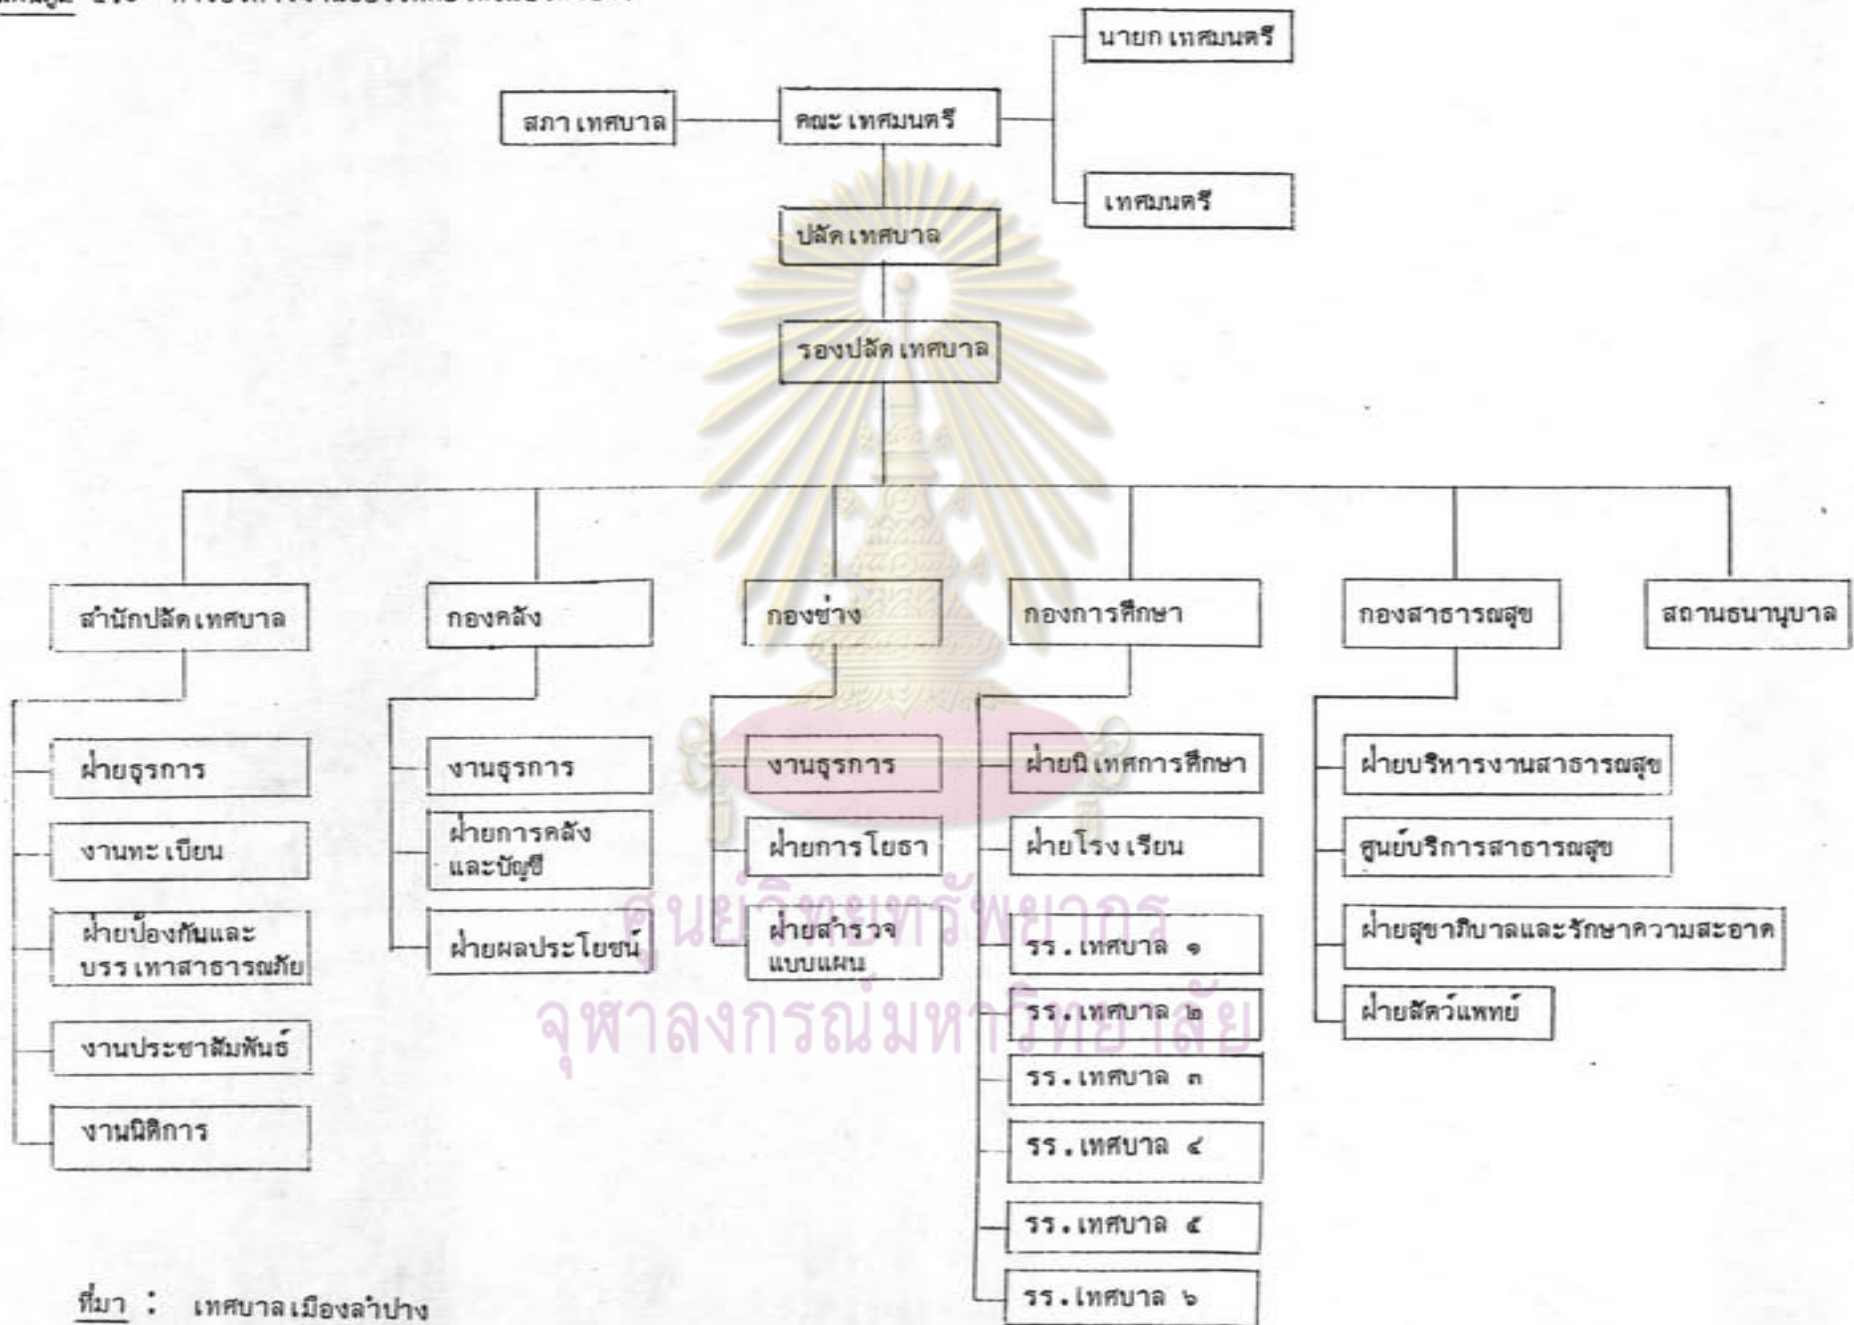 นายกเทศมนตรี
สภาเทศบาล
คณะเทศมนตรี
เทศมนตรี
ปลัดเทศบาล
รองปลัดเทศบาล
สำนักปลัดเทศบาล
กองคลัง
กองช่าง
กองการศึกษา
กองสาธารณสุข
สถานธนานุบาล
ฝ่ายธุรการ
งานทะเบียน
ฝ่ายป้องกันและ
บรรเทาสาธารณภัย
งานประชาสัมพันธ์
งานนิติการ
งานธุรการ
ฝ่ายการคลัง
และบัญชี
ฝ่ายผลประโยชน์
งานธุรการ
ฝ่ายการโยธา
ฝ่ายสำรวจ
แบบแผน
ฝ่ายนิเทศการศึกษา
ฝ่ายโรงเรียน
รร.เทศบาล ๑
รร.เทศบาล ๒
รร.เทศบาล ๓
รร.เทศบาล ๔
รร.เทศบาล ๕
รร.เทศบาล ๖
ฝ่ายบริหารงานสาธารณสุข
ศูนย์บริการสาธารณสุข
ฝ่ายสุขาภิบาลและรักษาความสะอาด
ฝ่ายสัตว์แพทย์
ศูนย์วิทยทรัพยากร
จุฬาลงกรณ์มหาวิทยาลัย
ที่มา : เทศบาลเมืองลำปาง